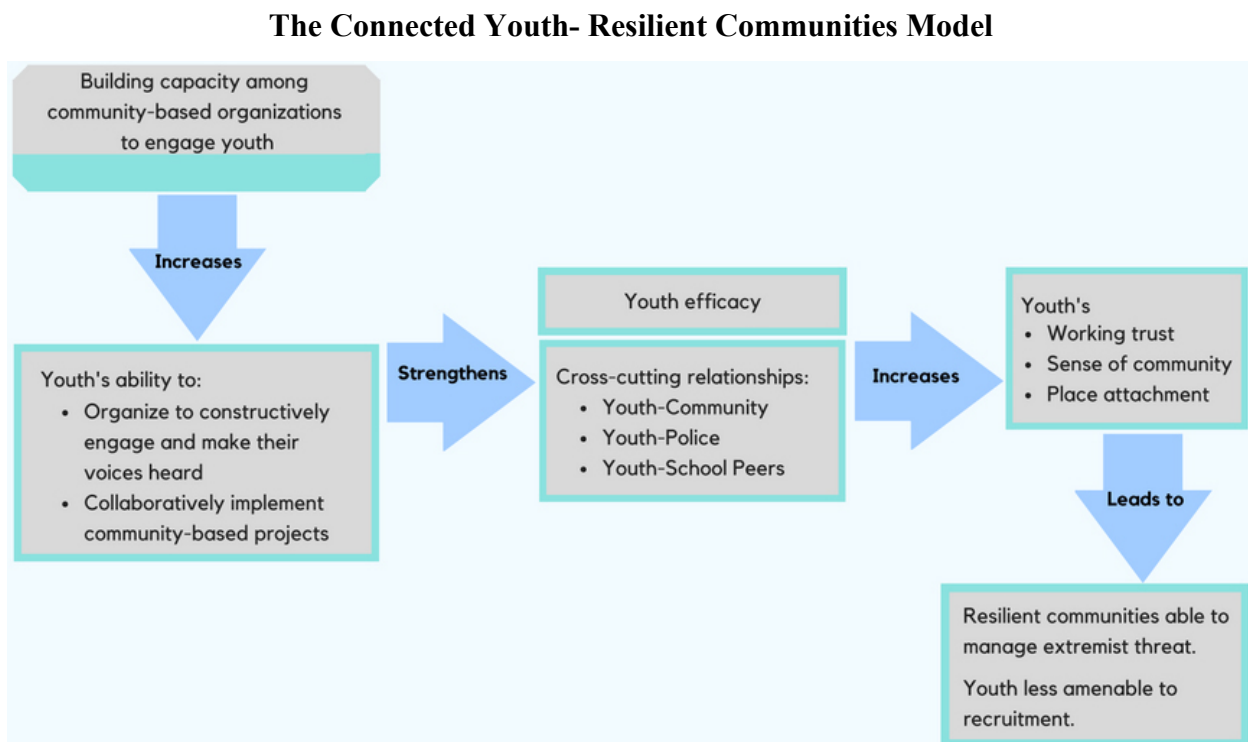 The Connected Youth- Resilient Communities Model
Building capacity among
community-based organizations
to engage youth
Increases
Youth's ability to:
• Organize to constructively
engage and make their
voices heard
• Collaboratively implement
community-based projects
Strengthens
Youth efficacy
Cross-cutting relationships:
• Youth-Community
• Youth-Police
• Youth-School Peers
Increases
Youth's
• Working trust
• Sense of community
• Place attachment
Leads to
Resilient communities able to
manage extremist threat.
Youth less amenable to
recruitment.